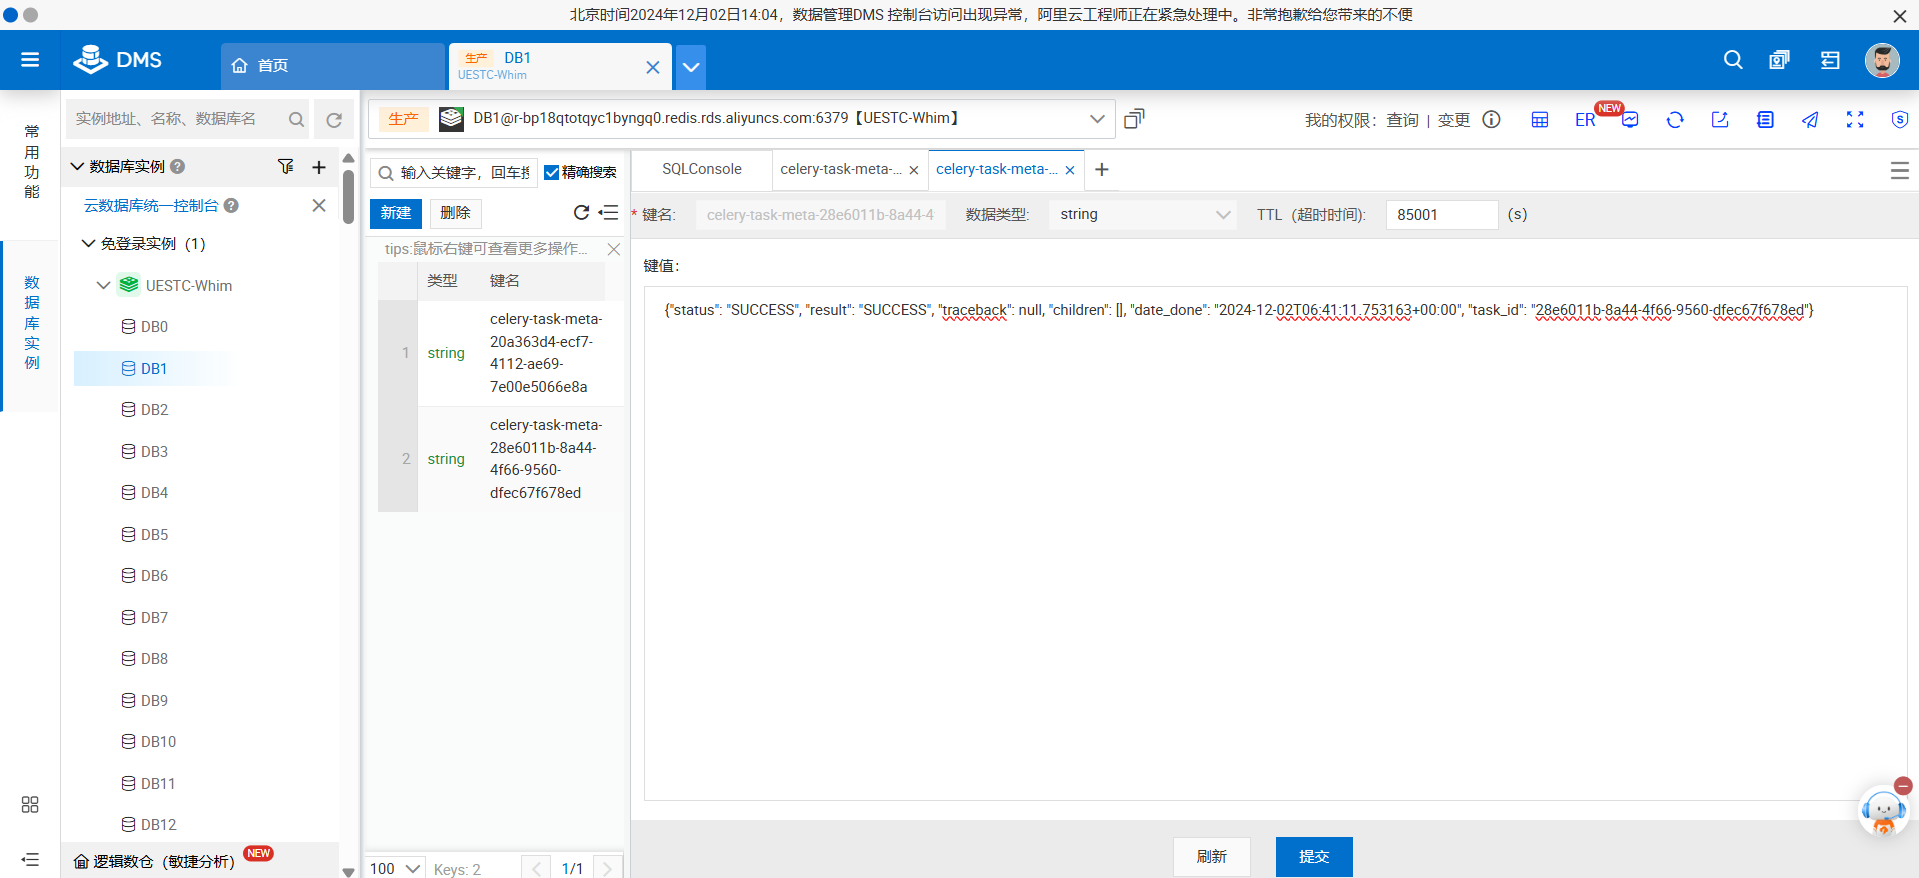 北京时间2024年12月02日14:04，数据管理DMS 控制台访问出现异常，阿里云工程师正在紧急处理中。非常抱歉给您带来的不便
DMS
首页
生产 DB1
UESTC-Whim
常用功能
数据库实例
实例地址、名称、数据库名
数据库实例
云数据库统一控制台
免登录实例（1）
UESTC-Whim
DB0
DB1
DB2
DB3
DB4
DB5
DB6
DB7
DB8
DB9
DB10
DB11
DB12
逻辑数仓（敏捷分析） NEW
生产 DB1@r-bp18qtotqyc1byngq0.redis.rds.aliyuncs.com:6379【UESTC-Whim】
我的权限：查询 | 变更 ER NEW
输入关键字，回车搜 精确搜索
新建 删除
tips:鼠标右键可查看更多操作...
类型 键名
1 string celery-task-meta-
20a363d4-ecf7-
4112-ae69-
7e00e5066e8a
2 string celery-task-meta-
28e6011b-8a44-
4f66-9560-
dfec67f678ed
100 Keys: 2 1/1
SQLConsole celery-task-meta-... celery-task-meta-...
* 键名: celery-task-meta-28e6011b-8a44-4 数据类型: string TTL（超时时间）: 85001 (s)
键值：
{"status": "SUCCESS", "result": "SUCCESS", "traceback": null, "children": [], "date_done": "2024-12-02T06:41:11.753163+00:00", "task_id": "28e6011b-8a44-4f66-9560-dfec67f678ed"}
刷新 提交